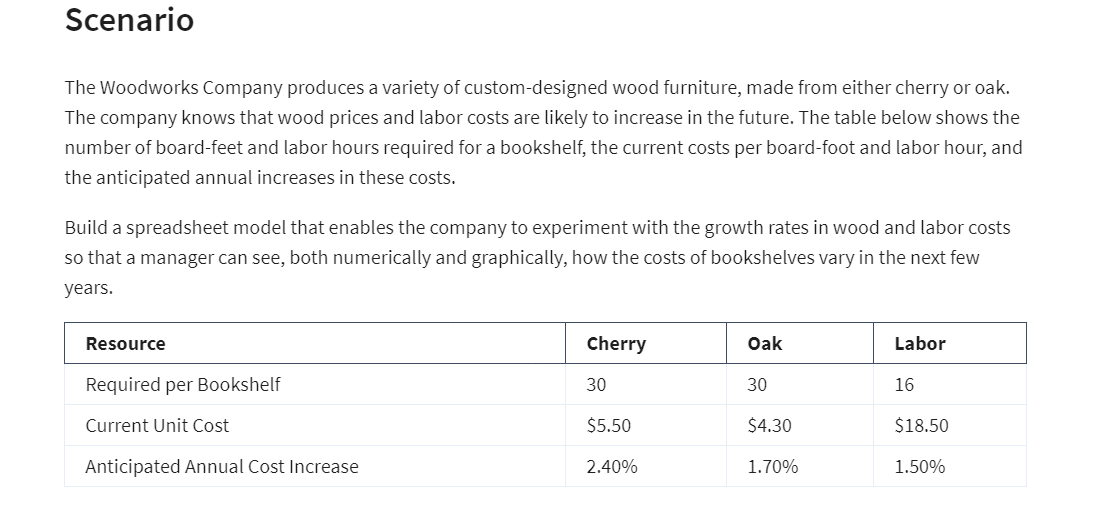 Scenario
The Woodworks Company produces a variety of custom-designed wood furniture, made from either cherry or oak.
The company knows that wood prices and labor costs are likely to increase in the future. The table below shows the
number of board-feet and labor hours required for a bookshelf, the current costs per board-foot and labor hour, and
the anticipated annual increases in these costs.
Build a spreadsheet model that enables the company to experiment with the growth rates in wood and labor costs
so that a manager can see, both numerically and graphically, how the costs of bookshelves vary in the next few
years.
Resource Cherry Oak Labor
Required per Bookshelf 30 30 16
Current Unit Cost $5.50 $4.30 $18.50
Anticipated Annual Cost Increase 2.40% 1.70% 1.50%